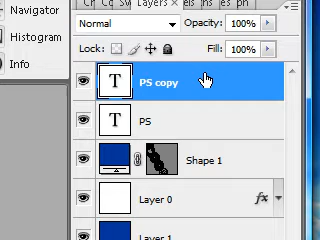 Navigator
Histogram
Info
Layers
Normal
Opacity: 100%
Lock:
Fill: 100%
T PS copy
T PS
Shape 1
Layer 0 fx
Layer 1